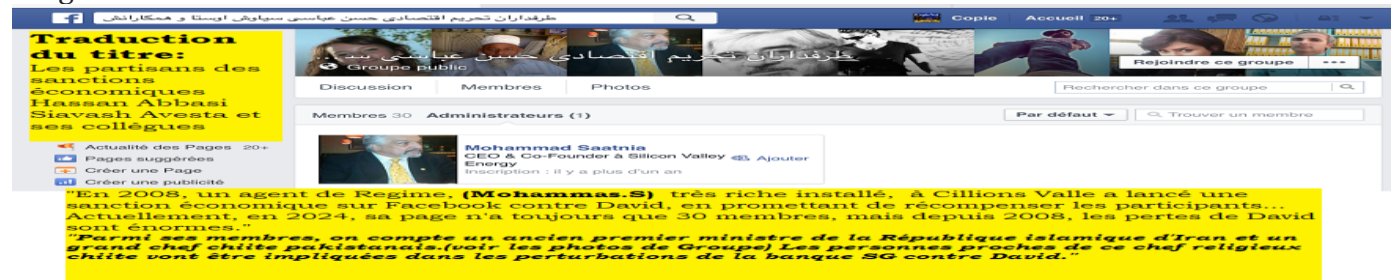 طرفداران تحریم اقتصادی حسن عباسی سیاوش اوستا و همکارانش
Copie Accueil 20+
Traduction
du titre:
Les partisans des
sanctions
économiques
Hassan Abbasi
Siavash Avesta et
ses collègues
طرفداران تحریم اقتصادی حسن عباسی سیا...
Groupe public
Rejoindre ce groupe
Discussion Membres Photos
Rechercher dans ce groupe
Membres 30 Administrateurs (1)
Par défaut
Trouver un membre
Actualité des Pages 20+
Pages suggérées
Créer une Page
Créer une publicité
Mohammad Saatnia
CEO & Co-Founder à Silicon Valley
Energy
Ajouter
Inscription : il y a plus d'un an
"En 2008, un agent de Regime, (Mohammas.S) très riche installé, à Cillions Valle a lancé une
sanction économique sur Facebook contre David, en promettant de récompenser les participants...
Actuellement, en 2024, sa page n'a toujours que 30 membres, mais depuis 2008, les pertes de David
sont énormes."
"Parmi ses membres, on compte un ancien premier ministre de la République islamique d'Iran et un
grand chef chiite pakistanais.(voir les photos de Groupe) Les personnes proches de ce chef religieux
chiite vont être impliquées dans les perturbations de la banque SG contre David."